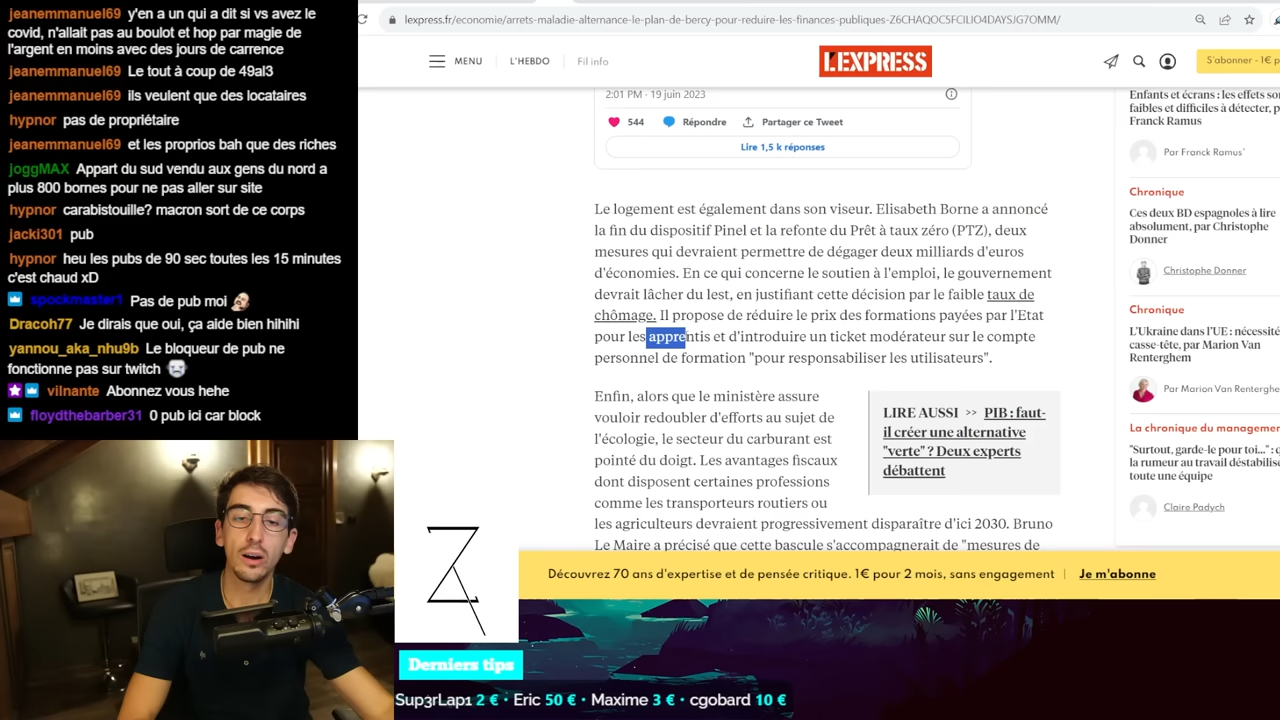 jeanemmanuel69 y'en a un qui a dit si vs avez le
covid, n'allait pas au boulot et hop par magie de
l'argent en moins avec des jours de carrence
jeanemmanuel69 Le tout à coup de 49al3
jeanemmanuel69 ils veulent que des locataires
hypnor pas de propriétaire
jeanemmanuel69 et les proprios bah que des riches
joggMAX Appart du sud vendu aux gens du nord a
plus 800 bornes pour ne pas aller sur site
hypnor carabistouille? macron sort de ce corps
jacki301 pub
hypnor heu les pubs de 90 sec toutes les 15 minutes
c'est chaud xD
spockmaster1 Pas de pub moi
Dracoh77 Je dirais que oui, ça aide bien hihihi
yannou_aka_nhu9b Le bloqueur de pub ne
fonctionne pas sur twitch
vilnante Abonnez vous hehe
floydthebarber31 0 pub ici car block
lexpress.fr/economie/arrets-maladie-alternance-le-plan-de-bercy-pour-reduire-les-finances-publiques-Z6CHAQOC5FCILIO4DAYSJG7OMM/
MENU
L'HEBDO
Fil info
L'EXPRESS
S'abonner - 1€ p
2:01 PM · 19 juin 2023
544
Répondre
Partager ce Tweet
Lire 1,5 k réponses
Le logement est également dans son viseur. Elisabeth Borne a annoncé
la fin du dispositif Pinel et la refonte du Prêt à taux zéro (PTZ), deux
mesures qui devraient permettre de dégager deux milliards d'euros
d'économies. En ce qui concerne le soutien à l'emploi, le gouvernement
devrait lâcher du lest, en justifiant cette décision par le faible taux de
chômage. Il propose de réduire le prix des formations payées par l'Etat
pour les apprentis et d'introduire un ticket modérateur sur le compte
personnel de formation "pour responsabiliser les utilisateurs".
Enfin, alors que le ministère assure
vouloir redoubler d'efforts au sujet de
l'écologie, le secteur du carburant est
pointé du doigt. Les avantages fiscaux
dont disposent certaines professions
comme les transporteurs routiers ou
les agriculteurs devraient progressivement disparaître d'ici 2030. Bruno
Le Maire a précisé que cette bascule s'accompagnerait de "mesures de
LIRE AUSSI >> PIB : faut-
il créer une alternative
"verte" ? Deux experts
débattent
Enfants et écrans : les effets son
faibles et difficiles à détecter, p
Franck Ramus
Par Franck Ramus*
Chronique
Ces deux BD espagnoles à lire
absolument, par Christophe
Donner
Christophe Donner
Chronique
L'Ukraine dans l'UE : nécessité
casse-tête, par Marion Van
Renterghem
Marion Van Renterghe
La chronique du managemen
"Surtout, garde-le pour toi..." : q
la rumeur au travail déstabilise
toute une équipe
Claire Padych
Découvrez 70 ans d'expertise et de pensée critique. 1€ pour 2 mois, sans engagement | Je m'abonne
Derniers tips
Sup3rLap1 2 € • Eric 50 € • Maxime 3 € • cgobard 10 €